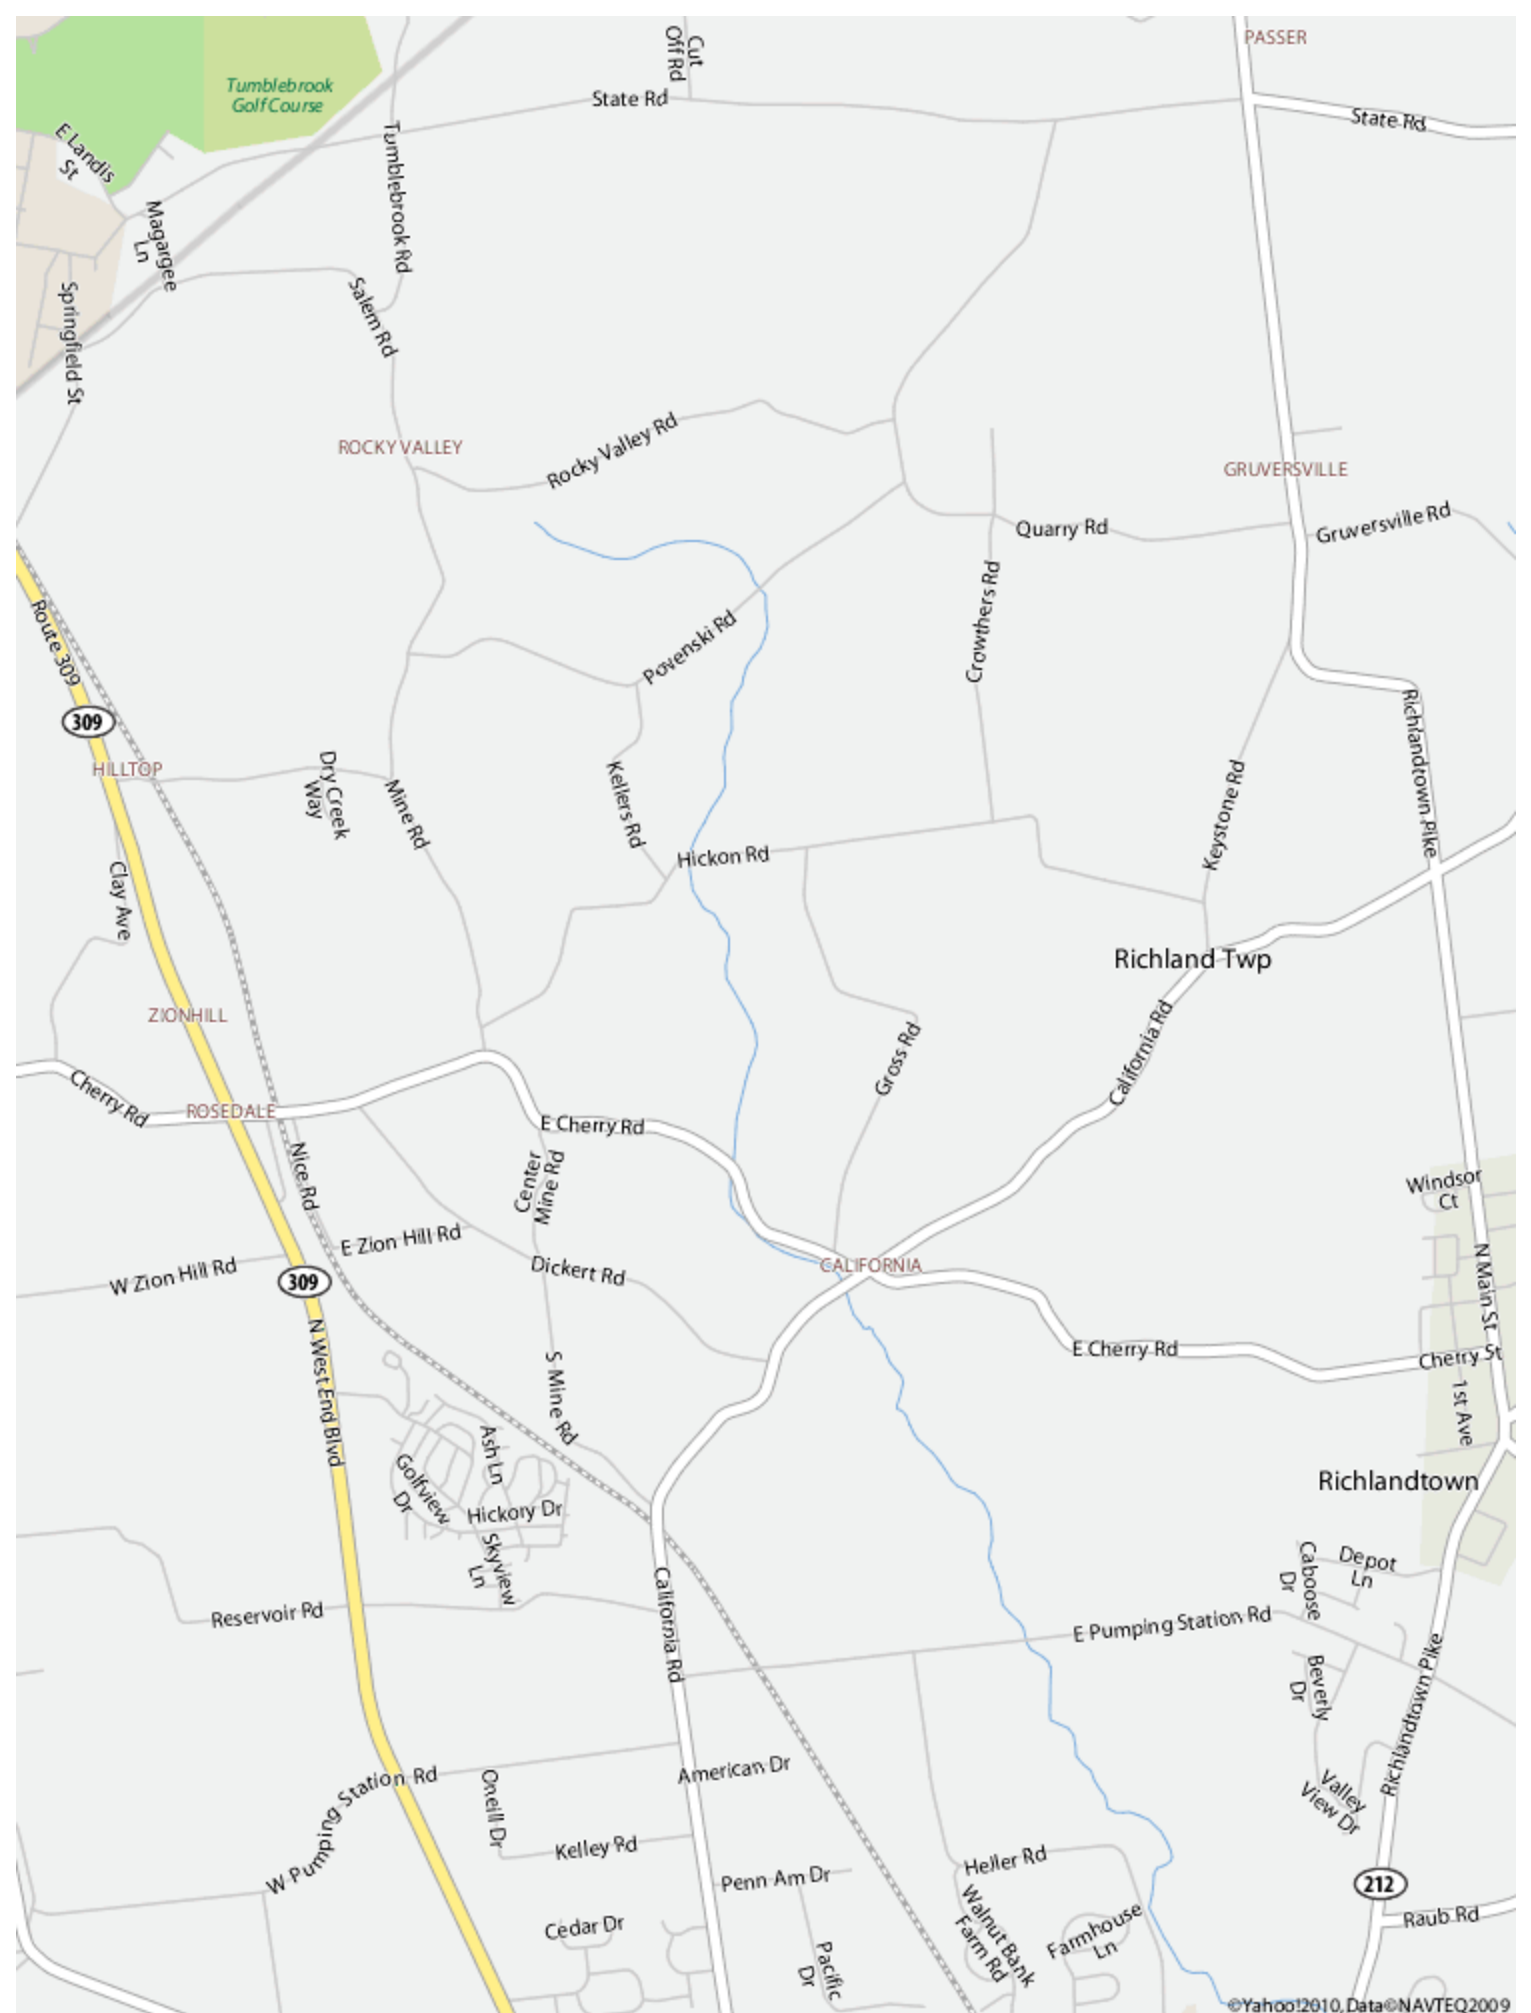 PASSER
Cut
Off Rd
Tumblebrook
Golf Course
State Rd
State Rd
E Landis
St
Tumblebrook Rd
Magargee
Ln
Springfield St
Salem Rd
ROCKY VALLEY
Rocky Valley Rd
GRUVERSVILLE
Quarry Rd
Gruversville Rd
Crowthers Rd
Route 309
Povenski Rd
309
Richlandtown Pike
HILLTOP
Dry Creek
Way
Mine Rd
Kellers Rd
Keystone Rd
Hickon Rd
Clay Ave
Richland Twp
ZIONHILL
Gross Rd
California Rd
Cherry Rd
ROSEDALE
E Cherry Rd
Nice Rd
Center
Mine Rd
Windsor
Ct
E Zion Hill Rd
W Zion Hill Rd
Dickert Rd
CALIFORNIA
309
N Main St
N West End Blvd
E Cherry Rd
Cherry St
S Mine Rd
1st Ave
Ash Ln
Golfview
Dr
Richlandtown
Hickory Dr
Skyview
Ln
Caboose
Dr
Depot
Ln
Reservoir Rd
California Rd
E Pumping Station Rd
Beverly
Dr
Richlandtown Pike
W Pumping Station Rd
American Dr
Oneill Dr
Valley
View Dr
Kelley Rd
Heller Rd
Penn Am Dr
212
Walnut Bank
Farm Rd
Raub Rd
Cedar Dr
Farmhouse
Ln
Pacific
Dr
©Yahoo!2010, Data©NAVTEQ2009